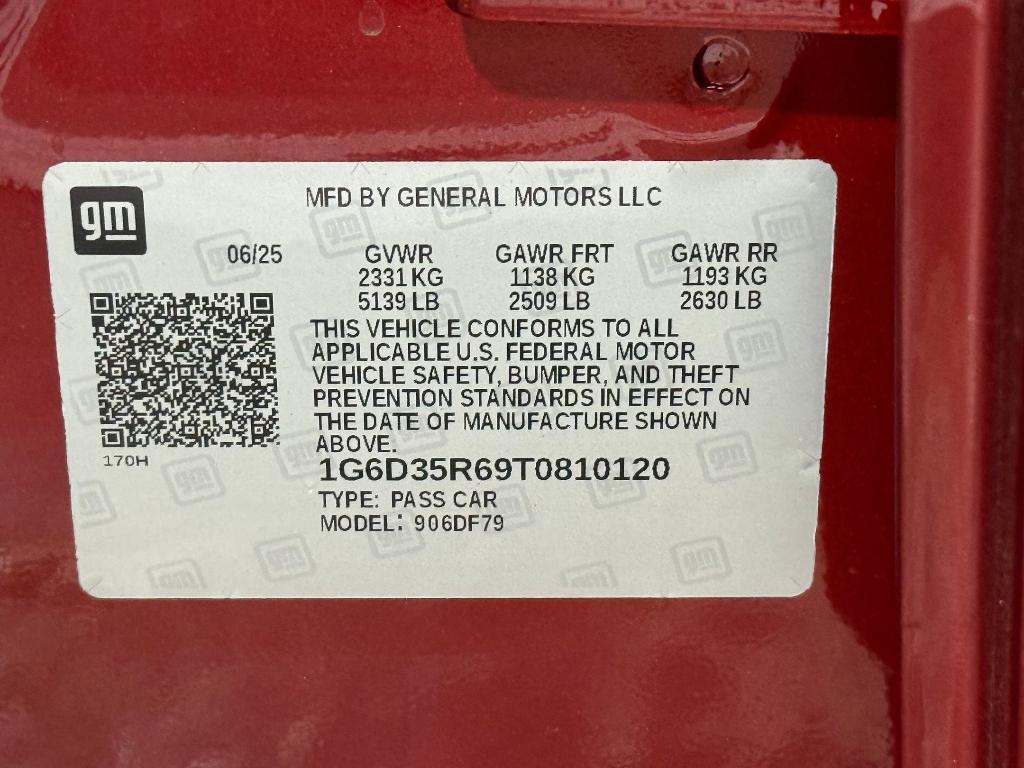 gm
MFD BY GENERAL MOTORS LLC
06/25 GVWR GAWR FRT GAWR RR
2331 KG 1138 KG 1193 KG
5139 LB 2509 LB 2630 LB
THIS VEHICLE CONFORMS TO ALL
APPLICABLE U.S. FEDERAL MOTOR
VEHICLE SAFETY, BUMPER, AND THEFT
PREVENTION STANDARDS IN EFFECT ON
THE DATE OF MANUFACTURE SHOWN
ABOVE.
170H
1G6D35R69T0810120
TYPE: PASS CAR
MODEL: 906DF79